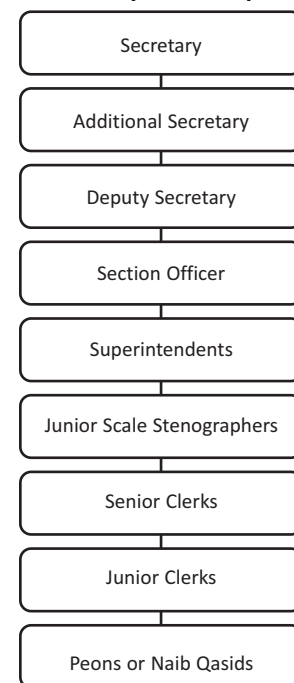 Secretary
Additional Secretary
Deputy Secretary
Section Officer
Superintendents
Junior Scale Stenographers
Senior Clerks
Junior Clerks
Peons or Naib Qasids